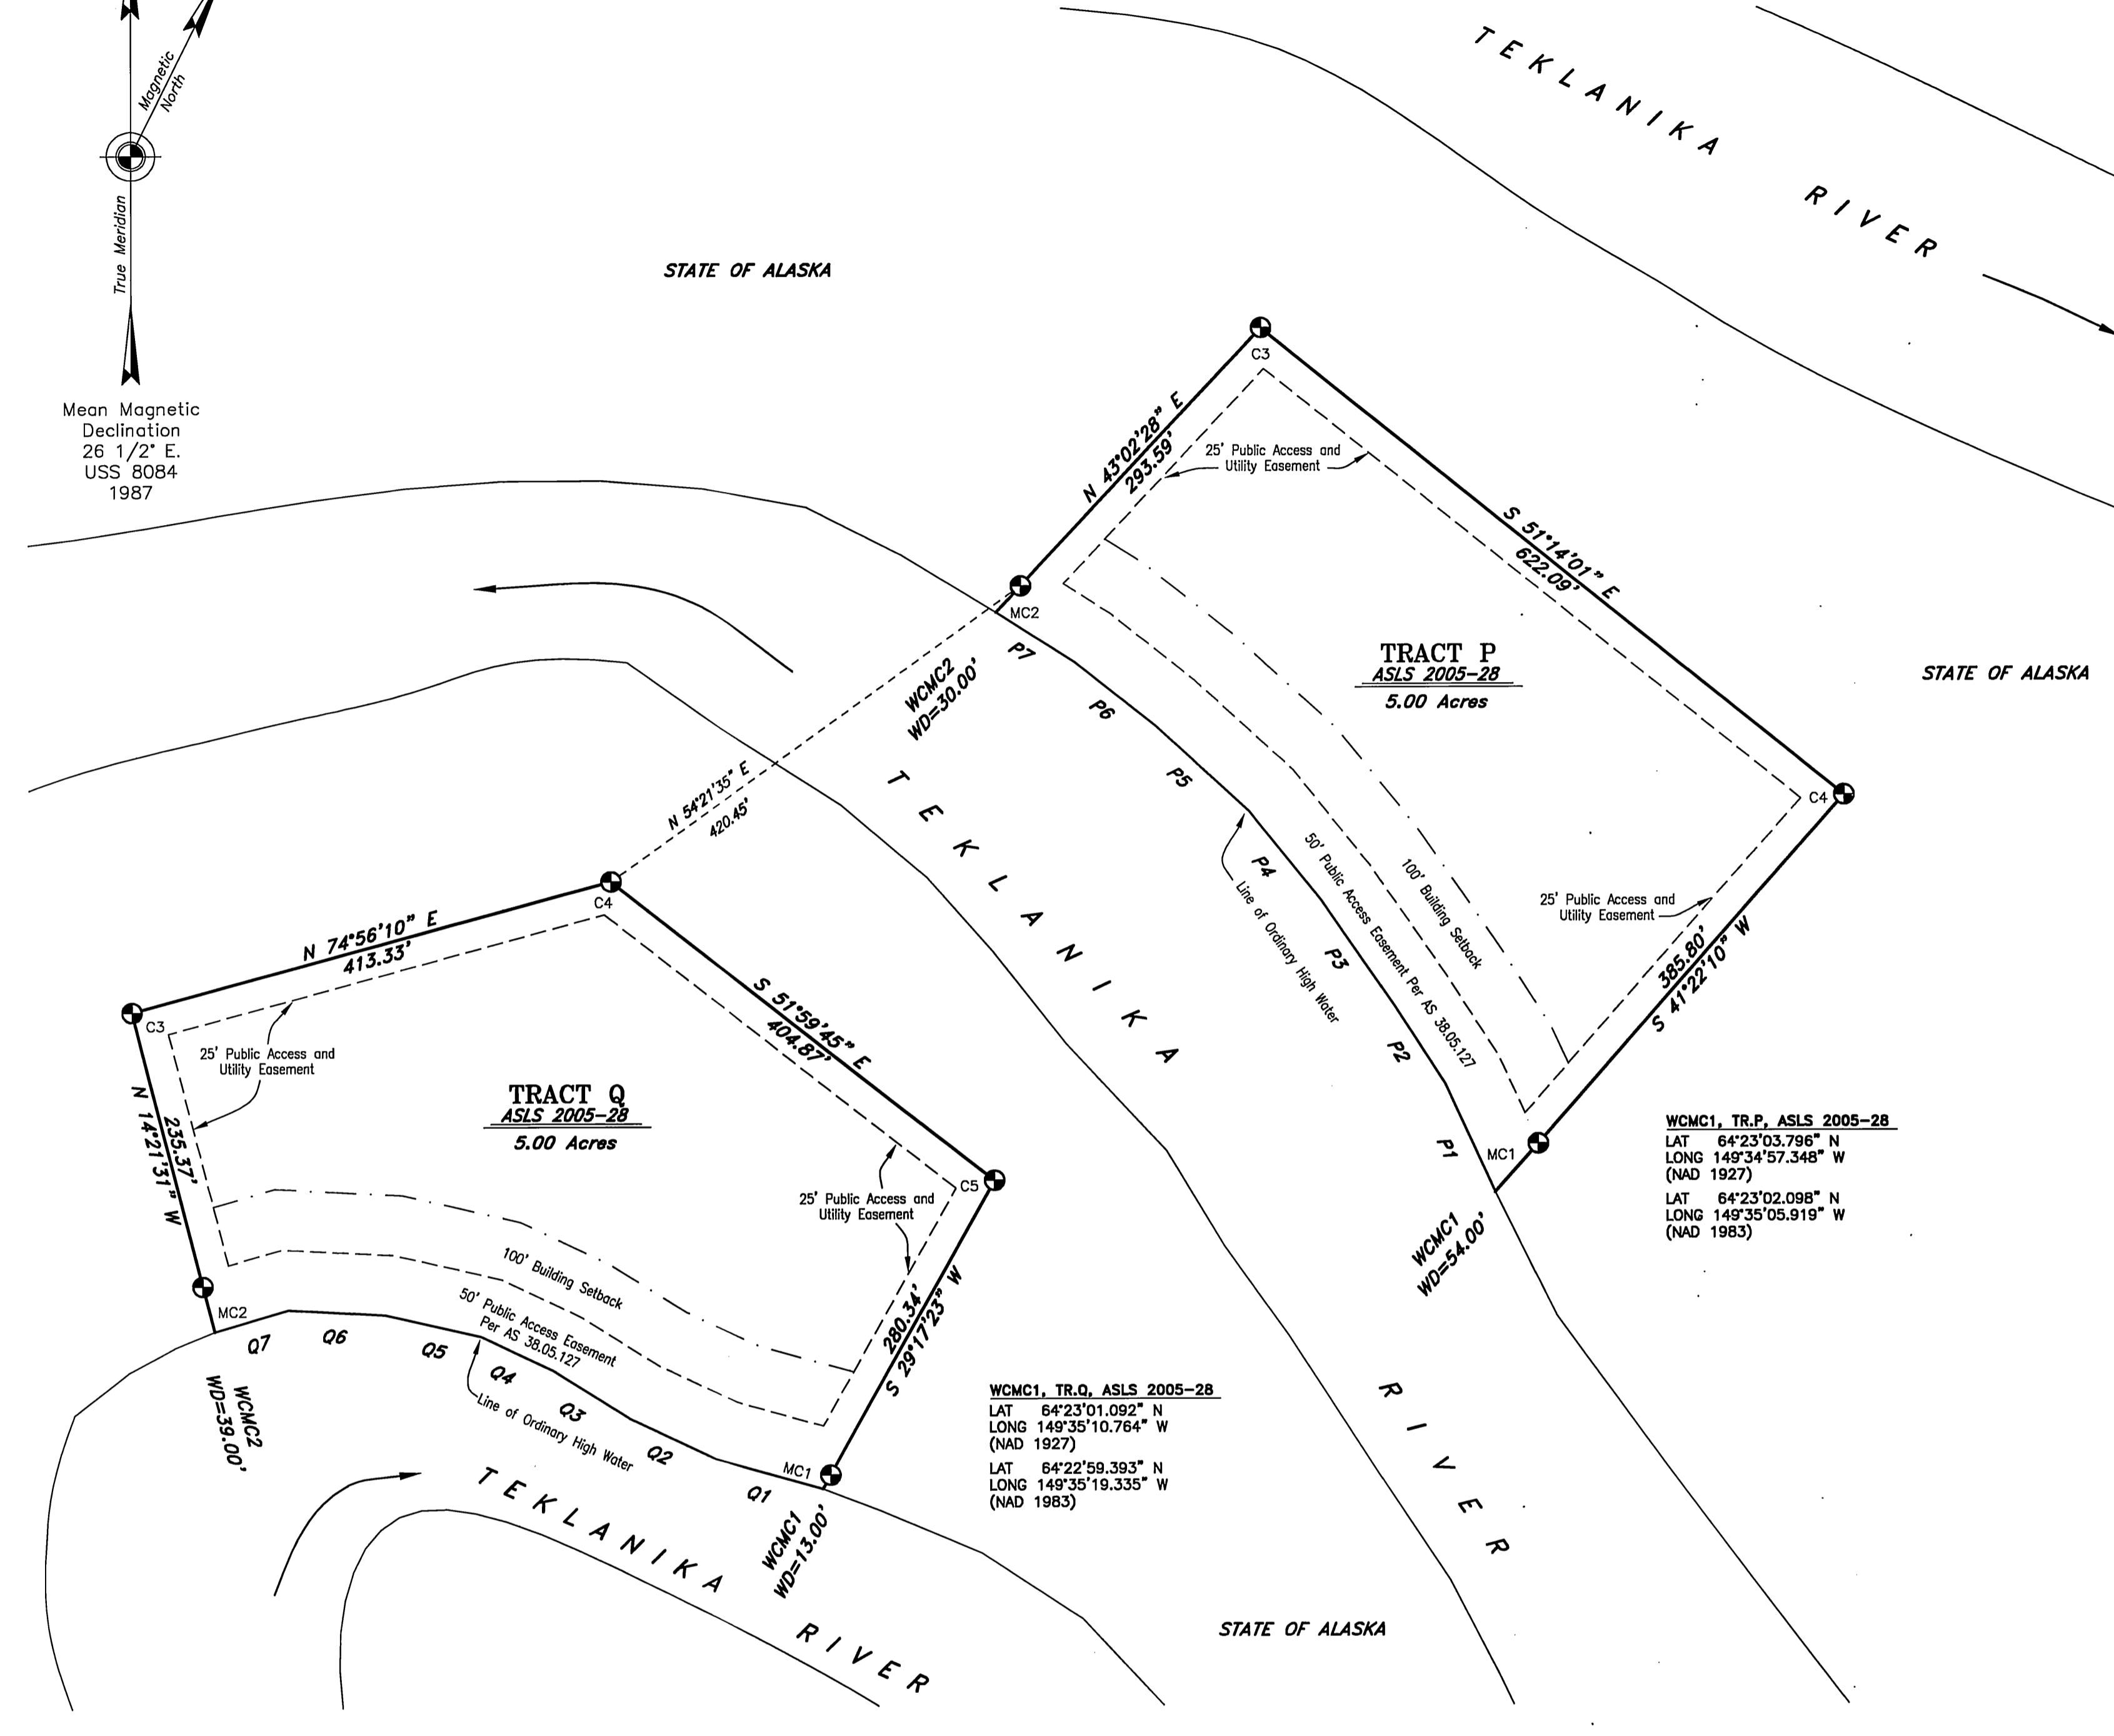 Magnetic
North
True Meridian
Mean Magnetic
Declination
26 1/2° E.
USS 8084
1987
TEKLANIKA RIVER
STATE OF ALASKA
C3
N 43°02'28" E
293.59'
25' Public Access and
Utility Easement
S 51°14'01" E
622.09'
MC2
WCMC2
WD=30.00'
P7
P6
P5
P4
P3
P2
P1
TRACT P
ASLS 2005-28
5.00 Acres
STATE OF ALASKA
C4
25' Public Access and
Utility Easement
385.80'
S 41°22'10" W
100' Building Setback
50' Public Access Easement Per AS 38.05.127
Line of Ordinary High Water
MC1
WCMC1
WD=54.00'
WCMC1, TR.P, ASLS 2005-28
LAT 64°23'03.796" N
LONG 149°34'57.348" W
(NAD 1927)
LAT 64°23'02.098" N
LONG 149°35'05.919" W
(NAD 1983)
N 54°21'35" E
420.45'
TEKLANIKA RIVER
C4
N 74°56'10" E
413.33'
C3
25' Public Access and
Utility Easement
N 14°21'31" W
235.37'
S 51°59'45" E
404.87'
TRACT Q
ASLS 2005-28
5.00 Acres
C5
25' Public Access and
Utility Easement
280.34'
S 29°17'23" W
100' Building Setback
50' Public Access Easement
Per AS 38.05.127
MC2
Q7
Q6
Q5
Q4
Q3
Q2
Q1
Line of Ordinary High Water
WCMC2
WD=39.00'
MC1
WCMC1
WD=13.00'
WCMC1, TR.Q, ASLS 2005-28
LAT 64°23'01.092" N
LONG 149°35'10.764" W
(NAD 1927)
LAT 64°22'59.393" N
LONG 149°35'19.335" W
(NAD 1983)
TEKLANIKA RIVER
STATE OF ALASKA